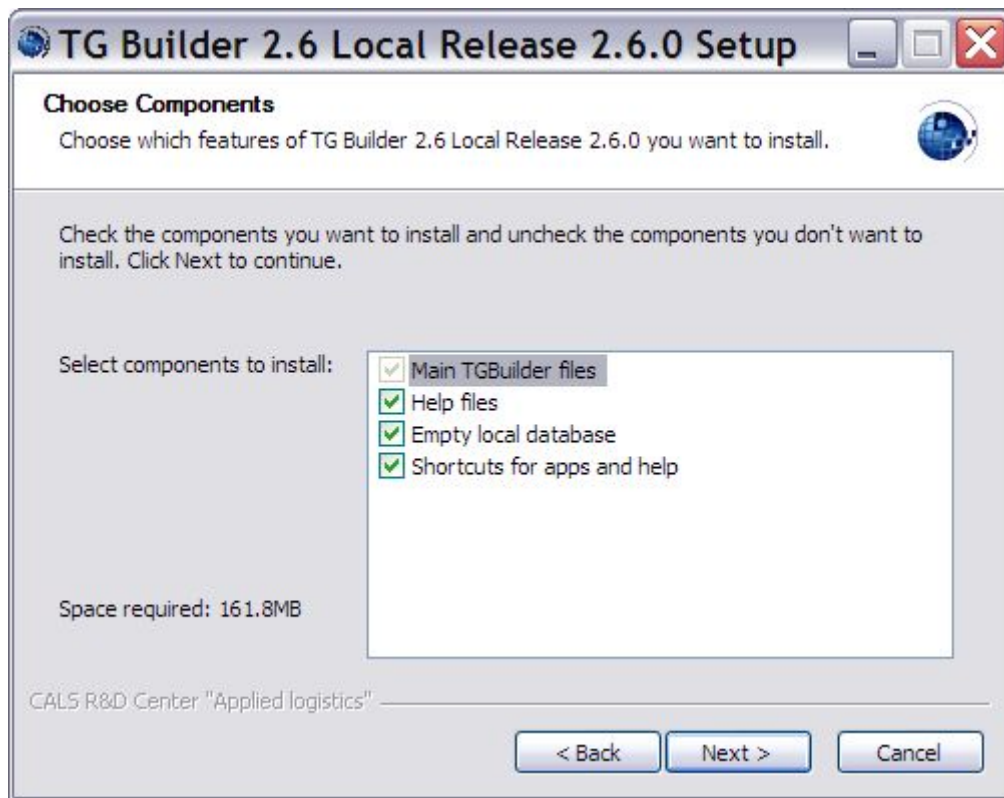 TG Builder 2.6 Local Release 2.6.0 Setup
Choose Components
Choose which features of TG Builder 2.6 Local Release 2.6.0 you want to install.
Check the components you want to install and uncheck the components you don't want to
install. Click Next to continue.
Select components to install:
Main TGBuilder files
Help files
Empty local database
Shortcuts for apps and help
Space required: 161.8MB
CALS R&D Center "Applied logistics"
< Back
Next >
Cancel